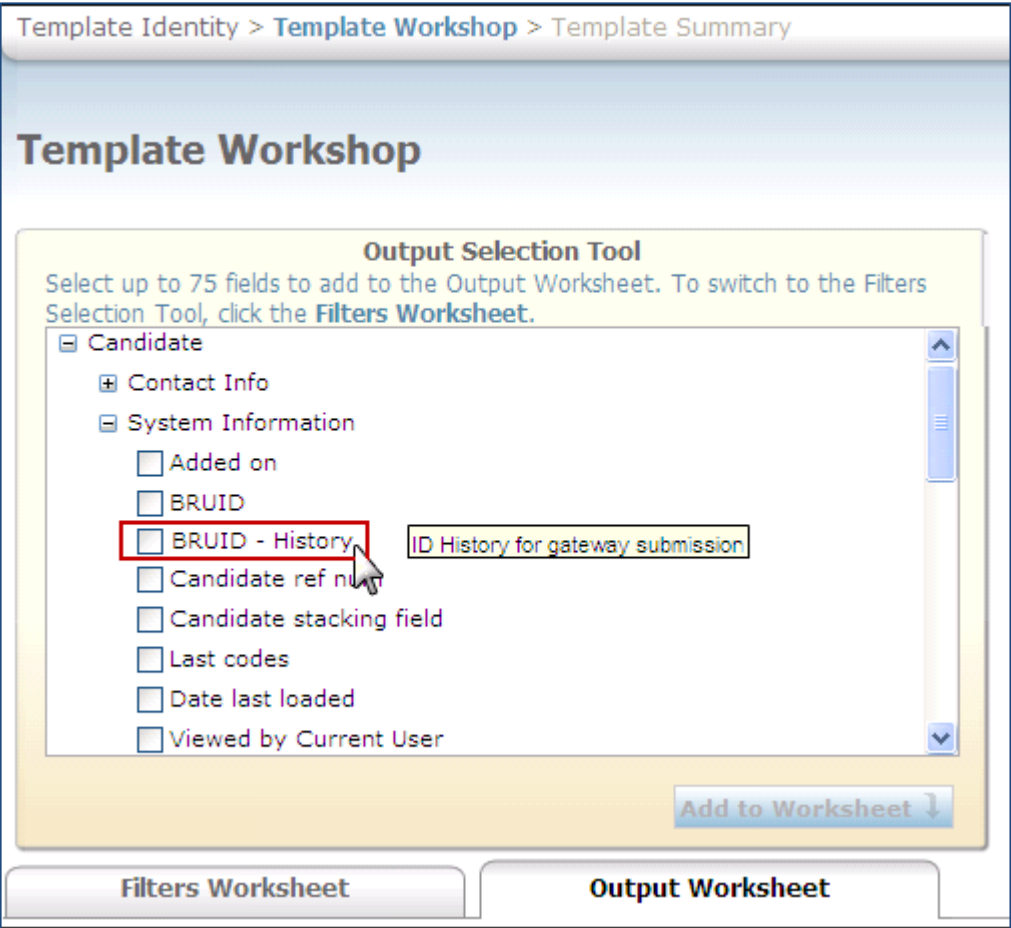 Template Identity > Template Workshop > Template Summary
Template Workshop
Output Selection Tool
Select up to 75 fields to add to the Output Worksheet. To switch to the Filters
Selection Tool, click the Filters Worksheet.
Candidate
Contact Info
System Information
Added on
BRUID
BRUID - History
ID History for gateway submission
Candidate ref num
Candidate stacking field
Last codes
Date last loaded
Viewed by Current User
Add to Worksheet
Filters Worksheet
Output Worksheet